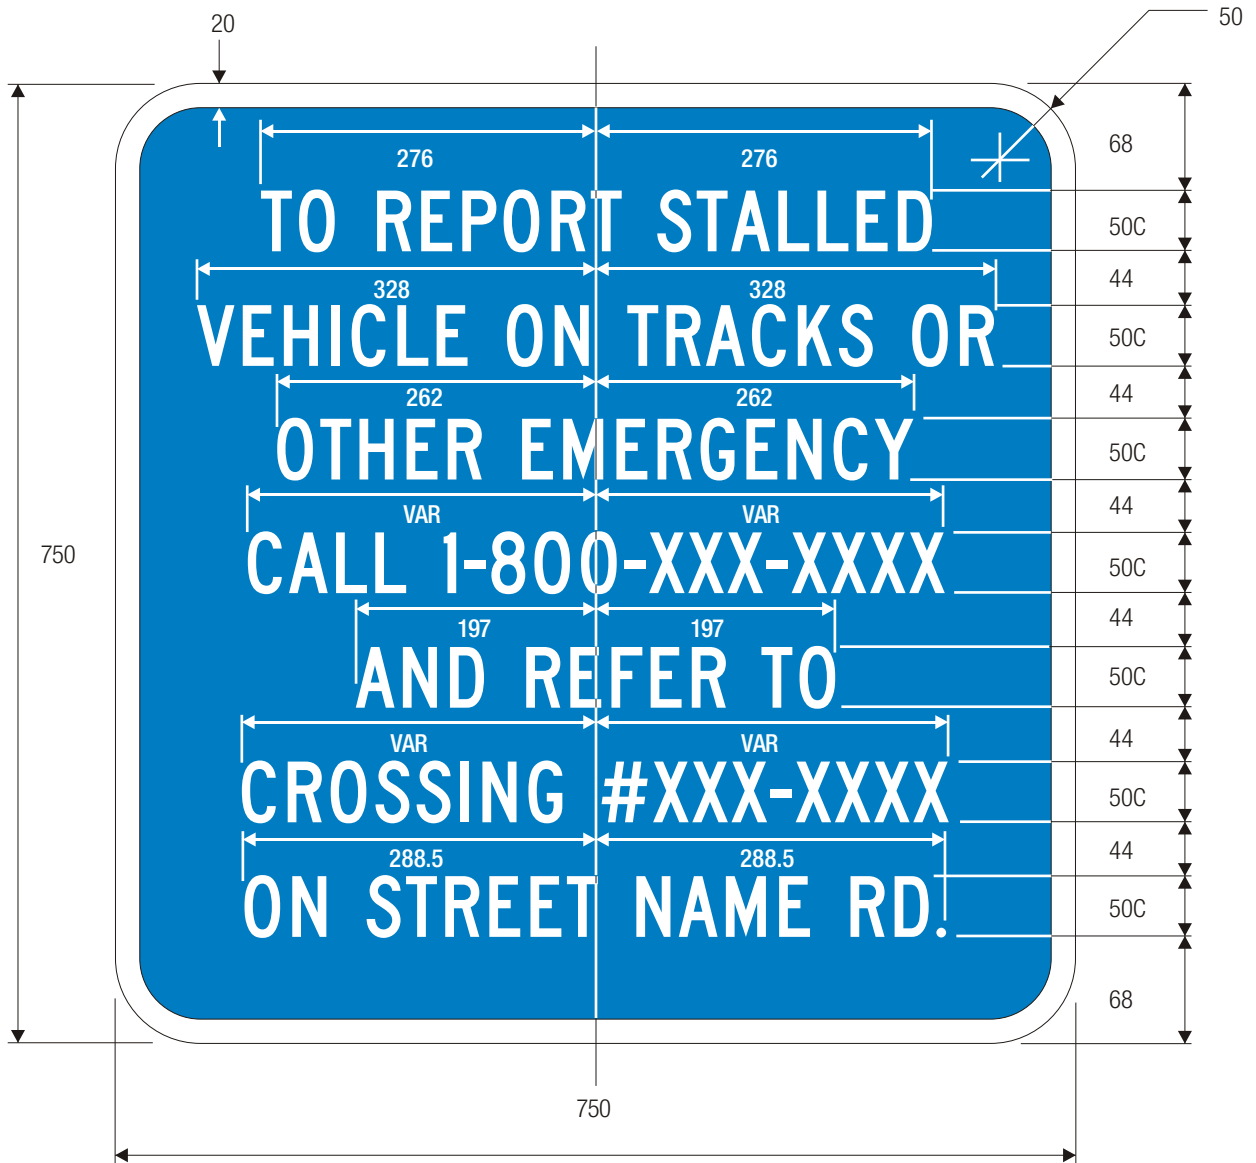 20
50
276 276
68
TO REPORT STALLED
50C
44
328 328
VEHICLE ON TRACKS OR
50C
262 262
44
OTHER EMERGENCY
50C
VAR VAR
44
750
CALL 1-800-XXX-XXXX
50C
197 197
44
AND REFER TO
50C
VAR VAR
44
CROSSING #XXX-XXXX
50C
288.5 288.5
44
ON STREET NAME RD.
50C
68
750